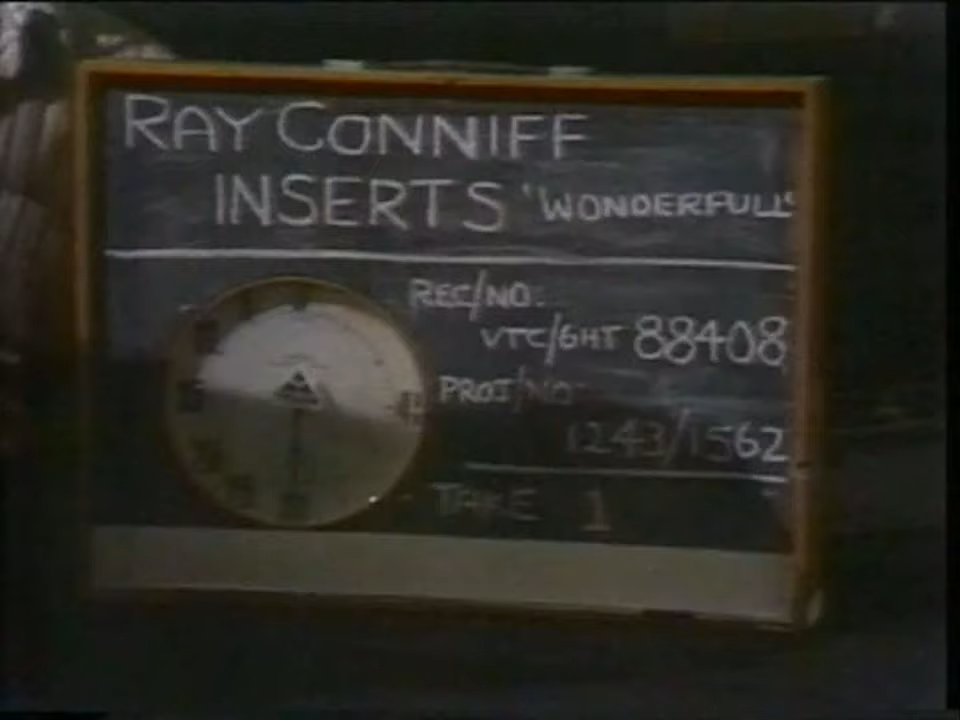 RAY CONNIFF
INSERTS "WONDERFULL"
REC/NO:
VTC/6HT 88408
PROJ/NO:
1243/1562
TAKE 1